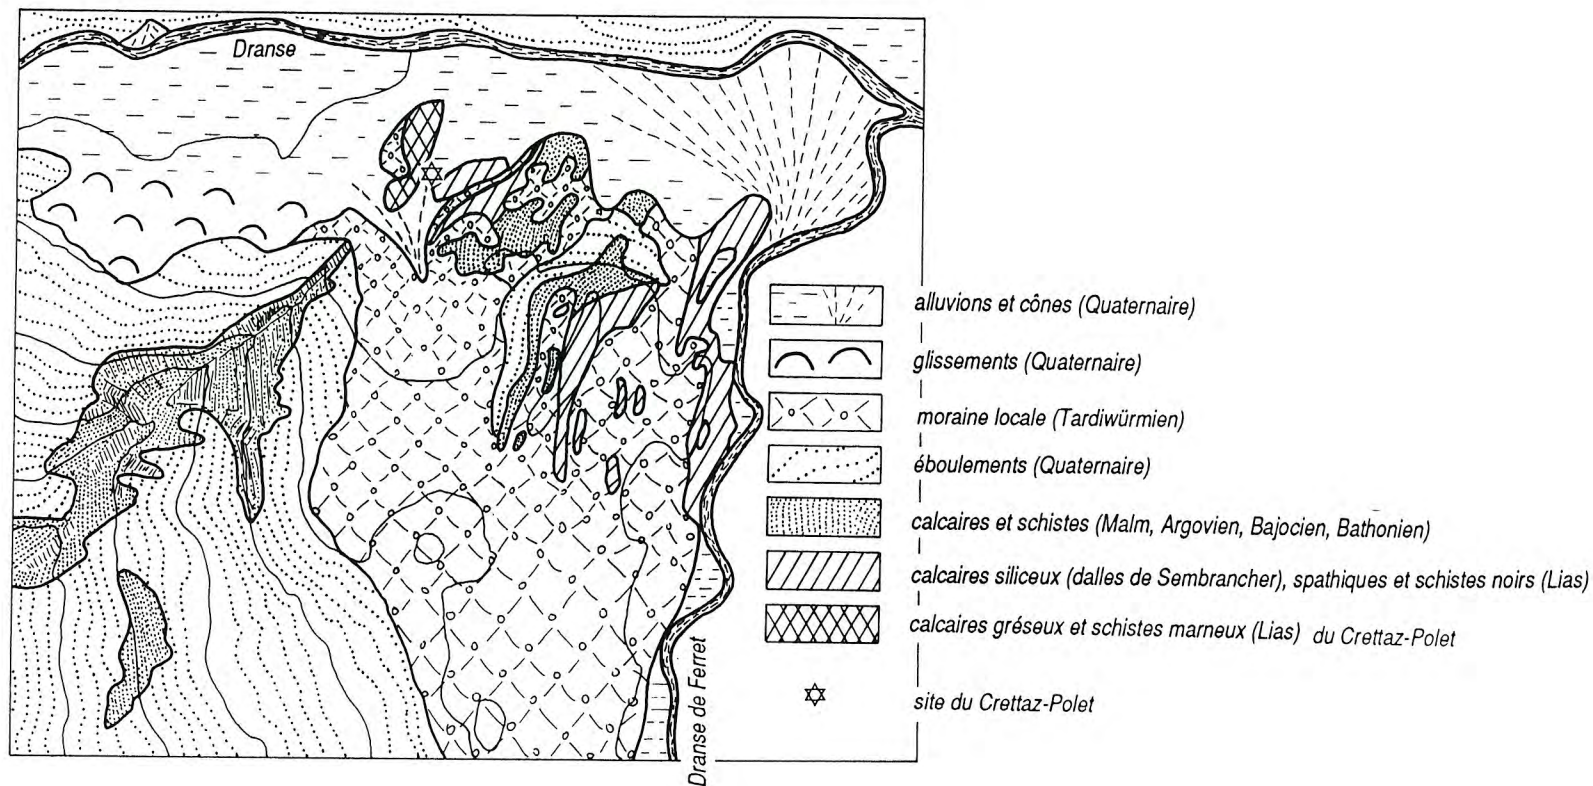 Dranse
alluvions et cônes (Quaternaire)
glissements (Quaternaire)
moraine locale (Tardiwürmien)
éboulements (Quaternaire)
calcaires et schistes (Malm, Argovien, Bajocien, Bathonien)
calcaires siliceux (dalles de Sembrancher), spathiques et schistes noirs (Lias)
calcaires gréseux et schistes marneux (Lias) du Crettaz-Polet
site du Crettaz-Polet
Dranse de Ferret